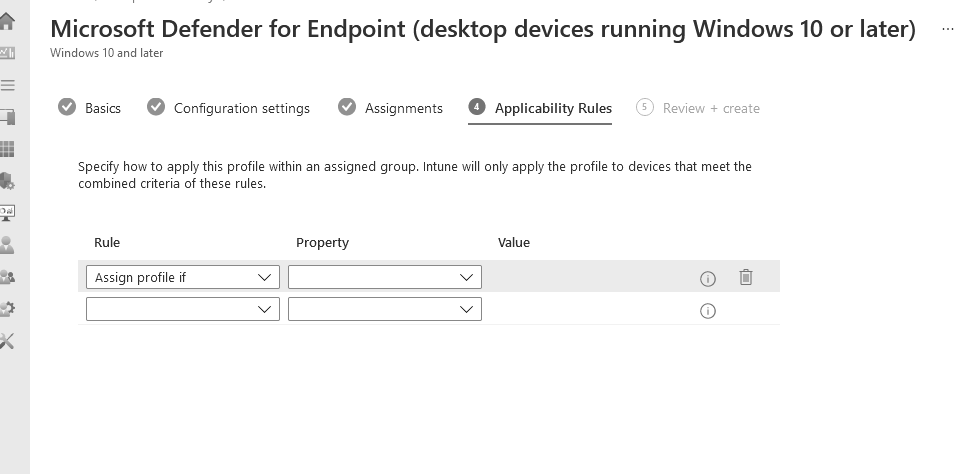 Microsoft Defender for Endpoint (desktop devices running Windows 10 or later) ...
Windows 10 and later
Basics Configuration settings Assignments 4 Applicability Rules 5 Review + create
Specify how to apply this profile within an assigned group. Intune will only apply the profile to devices that meet the
combined criteria of these rules.
Rule Property Value
Assign profile if